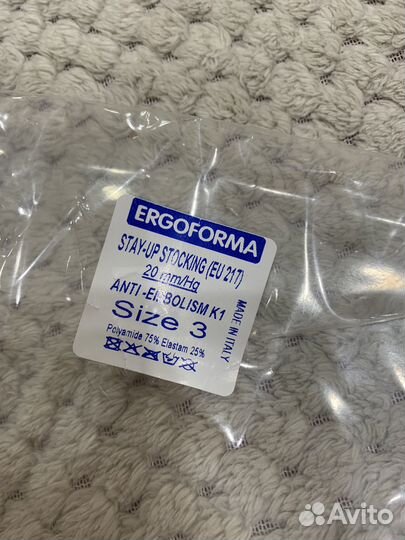 ERGOFORMA
STAY-UP STOCKING (EU 217)
20 mm/Hg
ANTI-EMBOLISM K1
Size 3
Polyamide 75% Elastam 25%
MADE IN ITALY
Avito